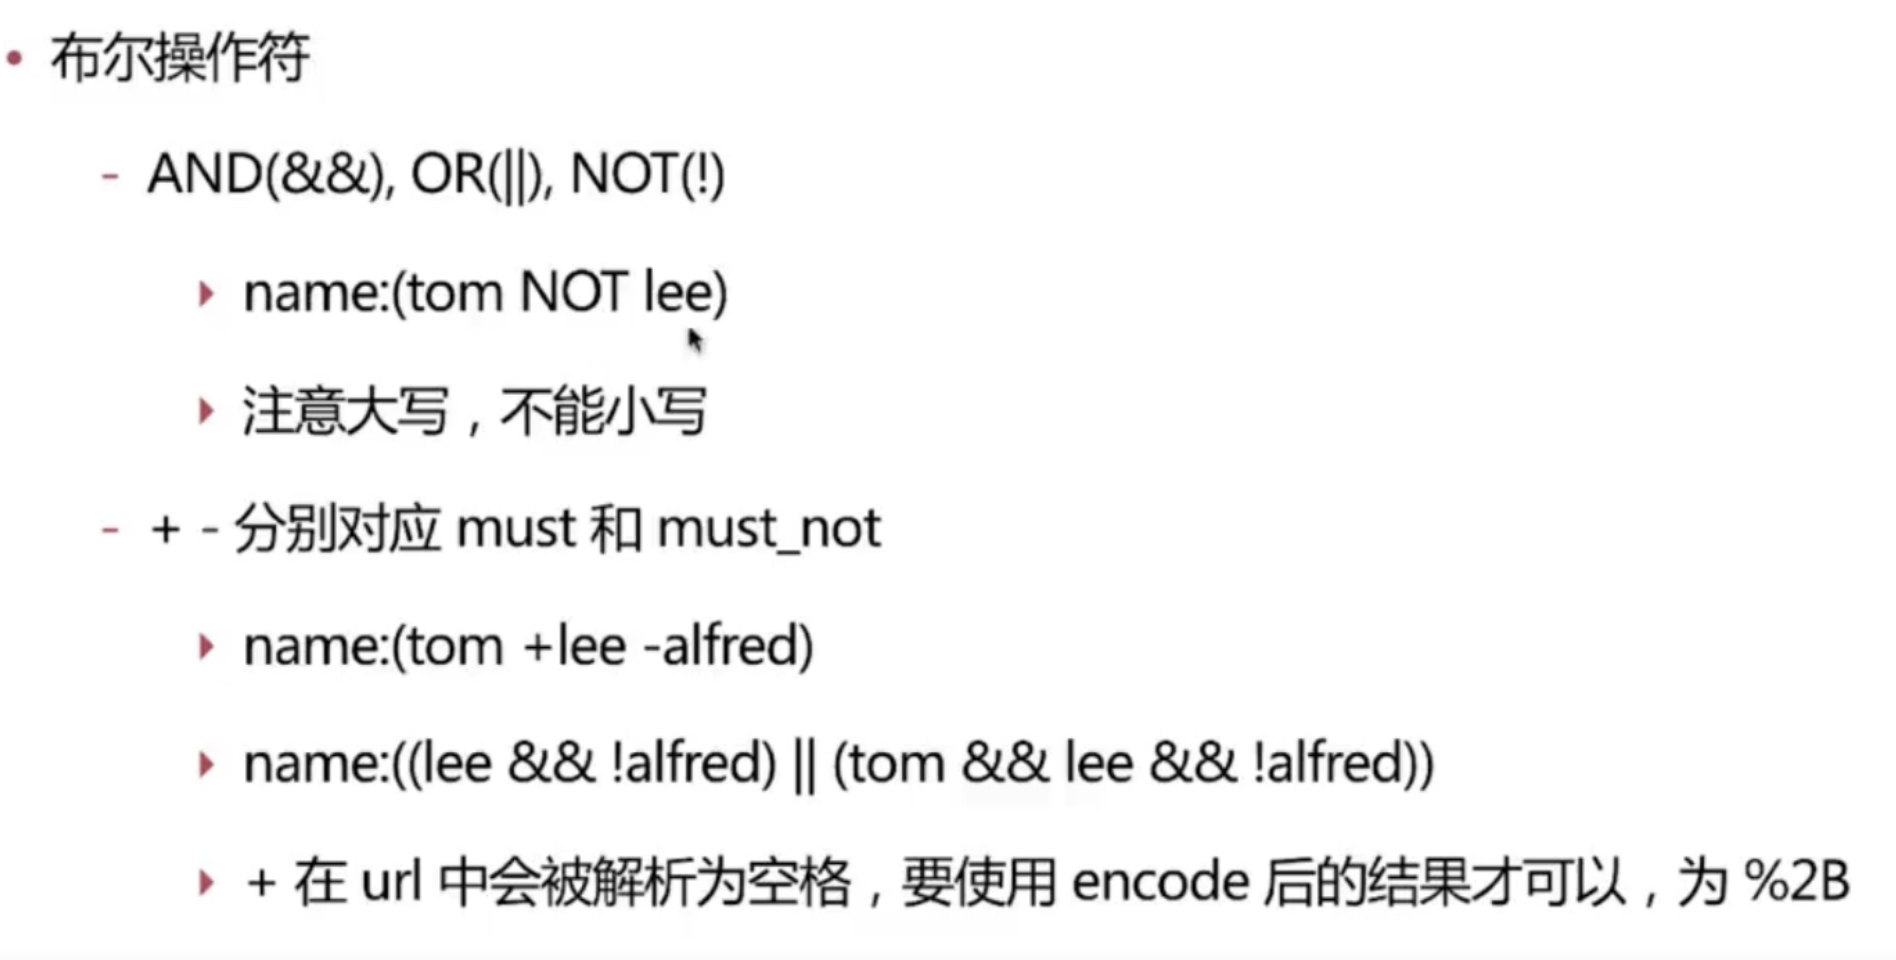 • 布尔操作符
- AND(&&), OR(||), NOT(!)
name:(tom NOT lee)
注意大写，不能小写
- + - 分别对应 must 和 must_not
name:(tom +lee -alfred)
name:((lee && !alfred) || (tom && lee && !alfred))
+ 在 url 中会被解析为空格，要使用 encode 后的结果才可以，为 %2B